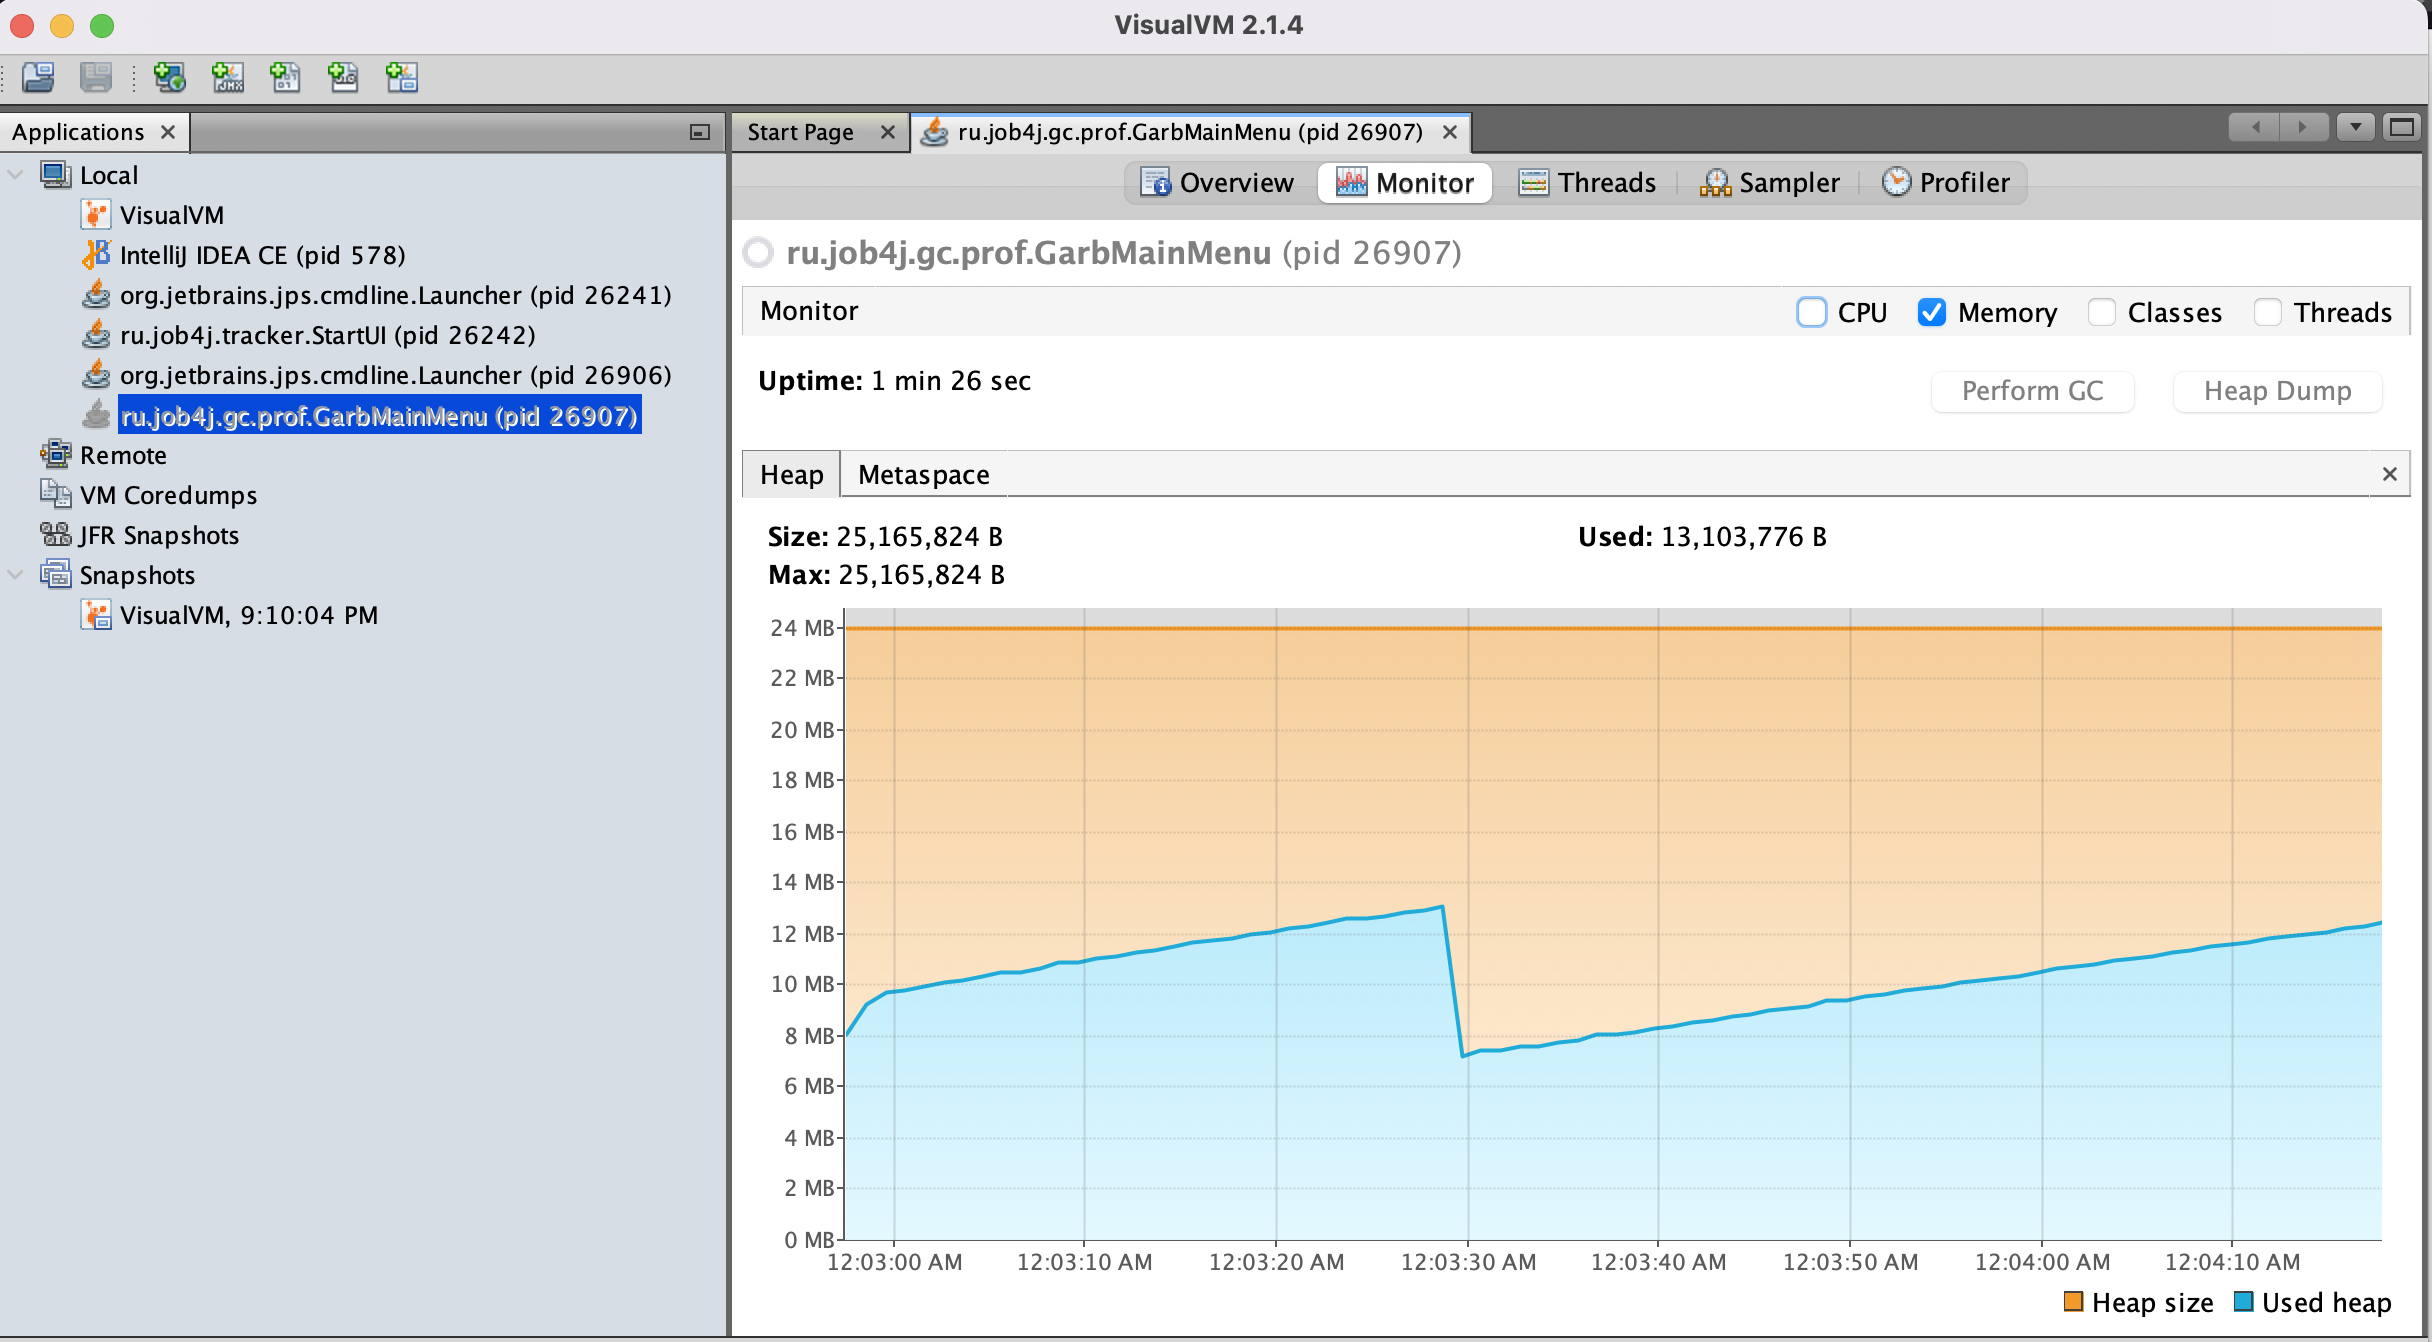 VisualVM 2.1.4
Applications
Start Page
ru.job4j.gc.prof.GarbMainMenu (pid 26907)
Local
VisualVM
IntelliJ IDEA CE (pid 578)
org.jetbrains.jps.cmdline.Launcher (pid 26241)
ru.job4j.tracker.StartUI (pid 26242)
org.jetbrains.jps.cmdline.Launcher (pid 26906)
ru.job4j.gc.prof.GarbMainMenu (pid 26907)
Remote
VM Coredumps
JFR Snapshots
Snapshots
VisualVM, 9:10:04 PM
Overview Monitor Threads Sampler Profiler
ru.job4j.gc.prof.GarbMainMenu (pid 26907)
Monitor
CPU Memory Classes Threads
Uptime: 1 min 26 sec
Perform GC Heap Dump
Heap Metaspace
Size: 25,165,824 B
Used: 13,103,776 B
Max: 25,165,824 B
24 MB
22 MB
20 MB
18 MB
16 MB
14 MB
12 MB
10 MB
8 MB
6 MB
4 MB
2 MB
0 MB
12:03:00 AM 12:03:10 AM 12:03:20 AM 12:03:30 AM 12:03:40 AM 12:03:50 AM 12:04:00 AM 12:04:10 AM
Heap size Used heap